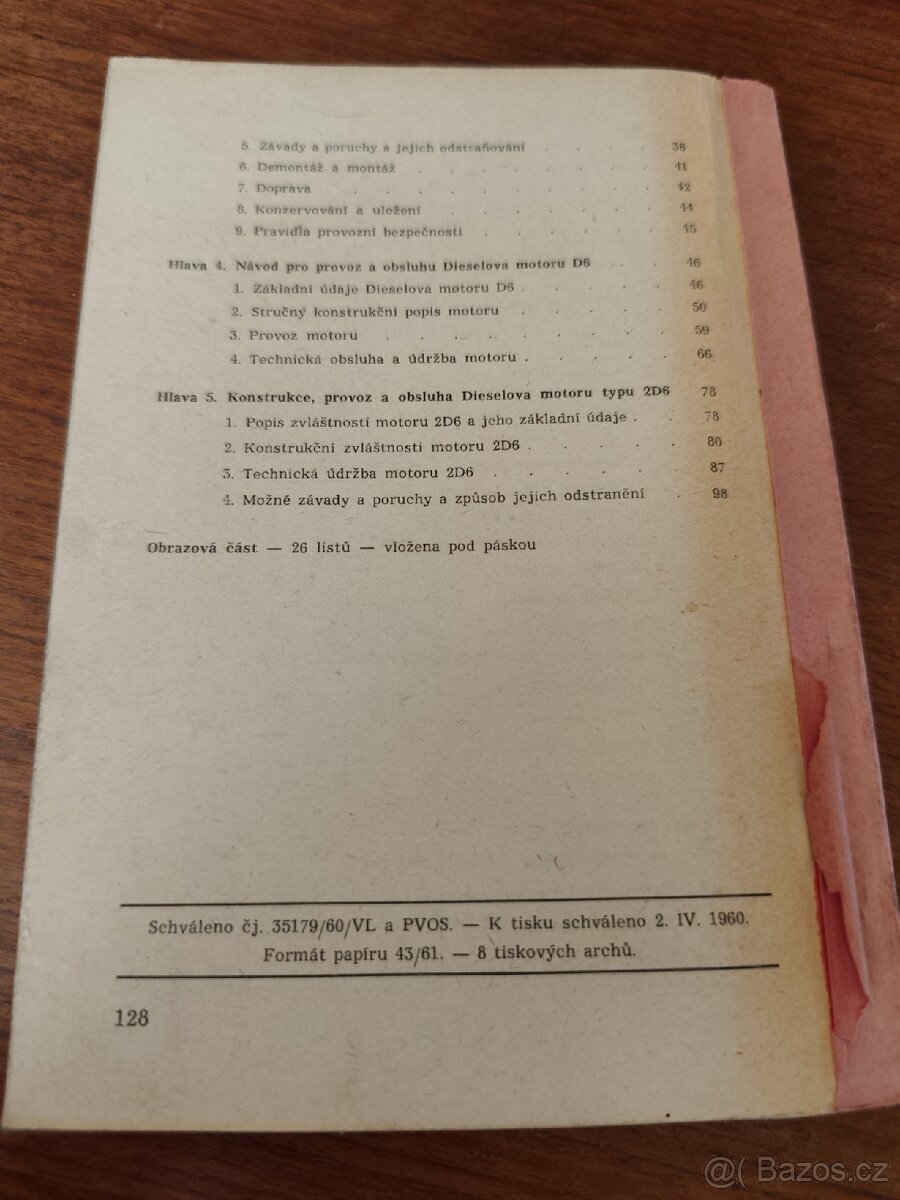 5. Závady a poruchy a jejich odstraňování . . . . 38
6. Demontáž a montáž . . . . . . . 41
7. Doprava . . . . . . . . 42
8. Konzervování a uložení . . . . . . 44
9. Pravidla provozní bezpečnosti . . . . . 45
Hlava 4. Návod pro provoz a obsluhu Dieselova motoru D6 . . 46
1. Základní údaje Dieselova motoru D6 . . . . . 46
2. Stručný konstrukční popis motoru . . . . . 50
3. Provoz motoru . . . . . . . . 59
4. Technická obsluha a údržba motoru . . . . . 66
Hlava 5. Konstrukce, provoz a obsluha Dieselova motoru typu 2D6 78
1. Popis zvláštností motoru 2D6 a jeho základní údaje . . 78
2. Konstrukční zvláštnosti motoru 2D6 . . . . . 80
3. Technická údržba motoru 2D6 . . . . . . 87
4. Možné závady a poruchy a způsob jejich odstranění . 98
Obrazová část — 26 listů — vložena pod páskou
Schváleno čj. 35179/60/VL a PVOS. — K tisku schváleno 2. IV. 1960.
Formát papíru 43/61. — 8 tiskových archů.
128
@( Bazos.cz